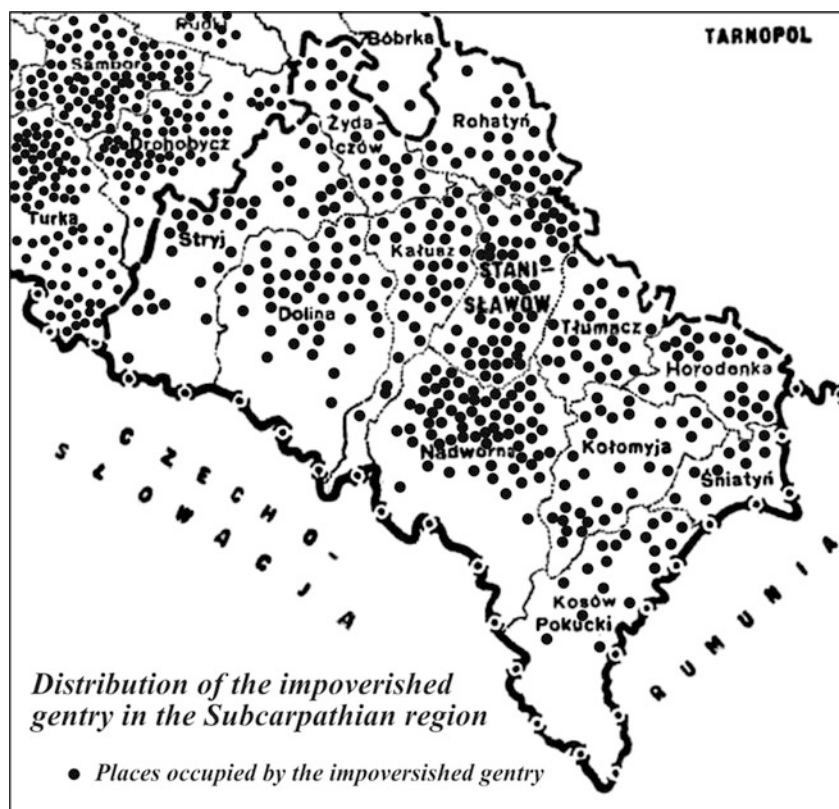 Rudki
Bóbrka
TARNOPOL
Sambor
Żyda-
czów
Rohatyń
Drohobycz
Turka
Stryj
Kałusz
STANI-
SŁAWÓW
Dolina
Tłumacz
Horodenka
Nadwórna
Kołomyja
Śniatyń
CZECHO-
SŁOWACJA
Kosów
Pokucki
RUMUNIA
Distribution of the impoverished
gentry in the Subcarpathian region
Places occupied by the impoversished gentry